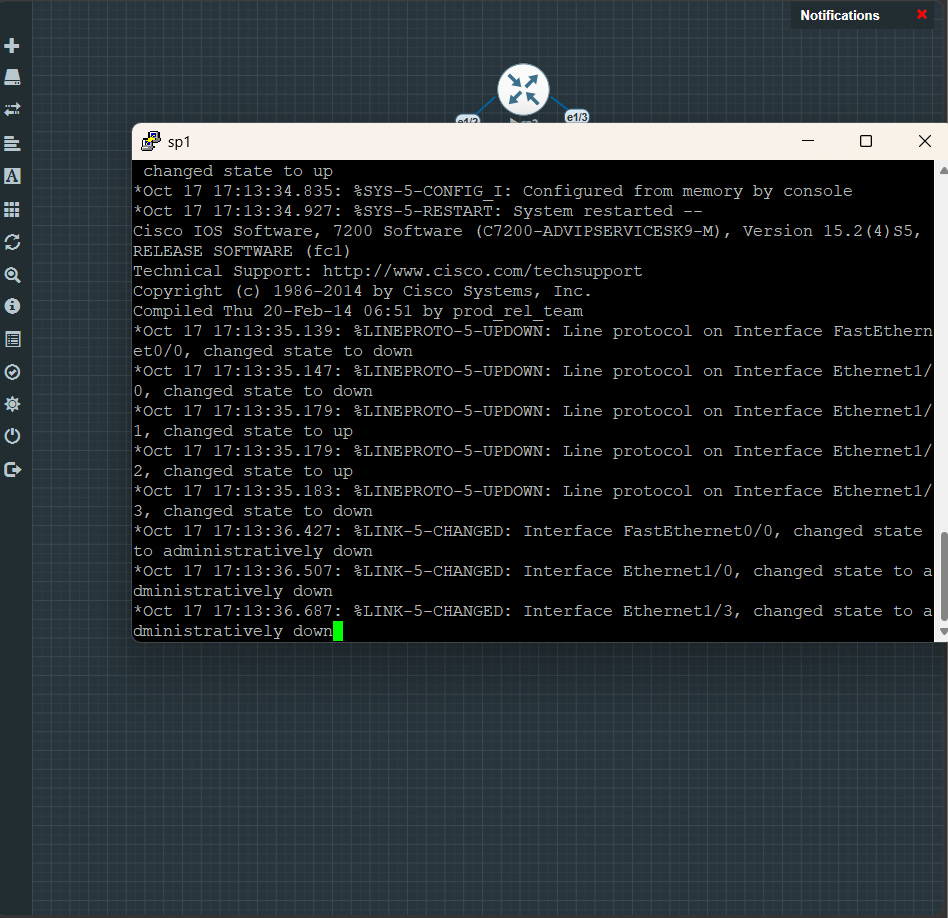 Notifications
e1/3
sp1
changed state to up
*Oct 17 17:13:34.835: %SYS-5-CONFIG_I: Configured from memory by console
*Oct 17 17:13:34.927: %SYS-5-RESTART: System restarted --
Cisco IOS Software, 7200 Software (C7200-ADVIPSERVICESK9-M), Version 15.2(4)S5,
RELEASE SOFTWARE (fc1)
Technical Support: http://www.cisco.com/techsupport
Copyright (c) 1986-2014 by Cisco Systems, Inc.
Compiled Thu 20-Feb-14 06:51 by prod_rel_team
*Oct 17 17:13:35.139: %LINEPROTO-5-UPDOWN: Line protocol on Interface FastEthern
et0/0, changed state to down
*Oct 17 17:13:35.147: %LINEPROTO-5-UPDOWN: Line protocol on Interface Ethernet1/
0, changed state to down
*Oct 17 17:13:35.179: %LINEPROTO-5-UPDOWN: Line protocol on Interface Ethernet1/
1, changed state to up
*Oct 17 17:13:35.179: %LINEPROTO-5-UPDOWN: Line protocol on Interface Ethernet1/
2, changed state to up
*Oct 17 17:13:35.183: %LINEPROTO-5-UPDOWN: Line protocol on Interface Ethernet1/
3, changed state to down
*Oct 17 17:13:36.427: %LINK-5-CHANGED: Interface FastEthernet0/0, changed state
to administratively down
*Oct 17 17:13:36.507: %LINK-5-CHANGED: Interface Ethernet1/0, changed state to a
dministratively down
*Oct 17 17:13:36.687: %LINK-5-CHANGED: Interface Ethernet1/3, changed state to a
dministratively down